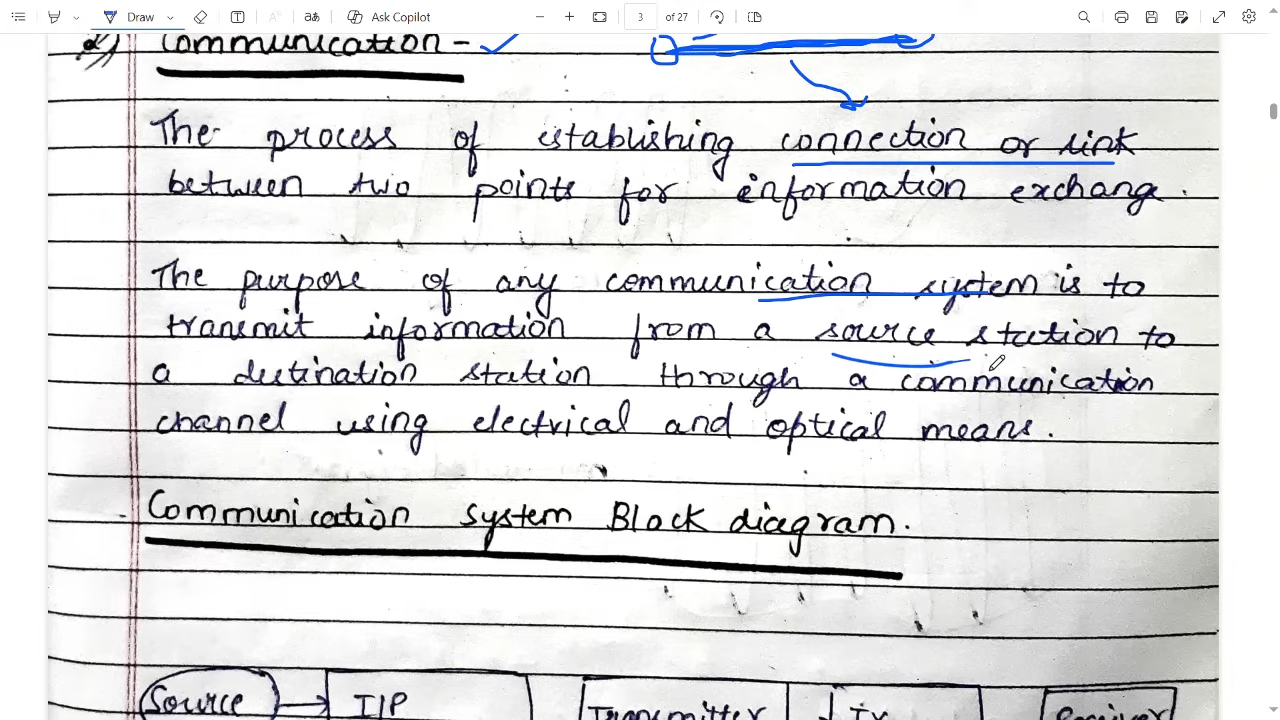 Draw
Ask Copilot
3 of 27
2) Communication -
The process of establishing connection or link
between two points for information exchange.
The purpose of any communication system is to
transmit information from a source station to
a destination station through a communication
channel using electrical and optical means.
Communication system Block diagram.
Source
I/P
Transmitter
Tx